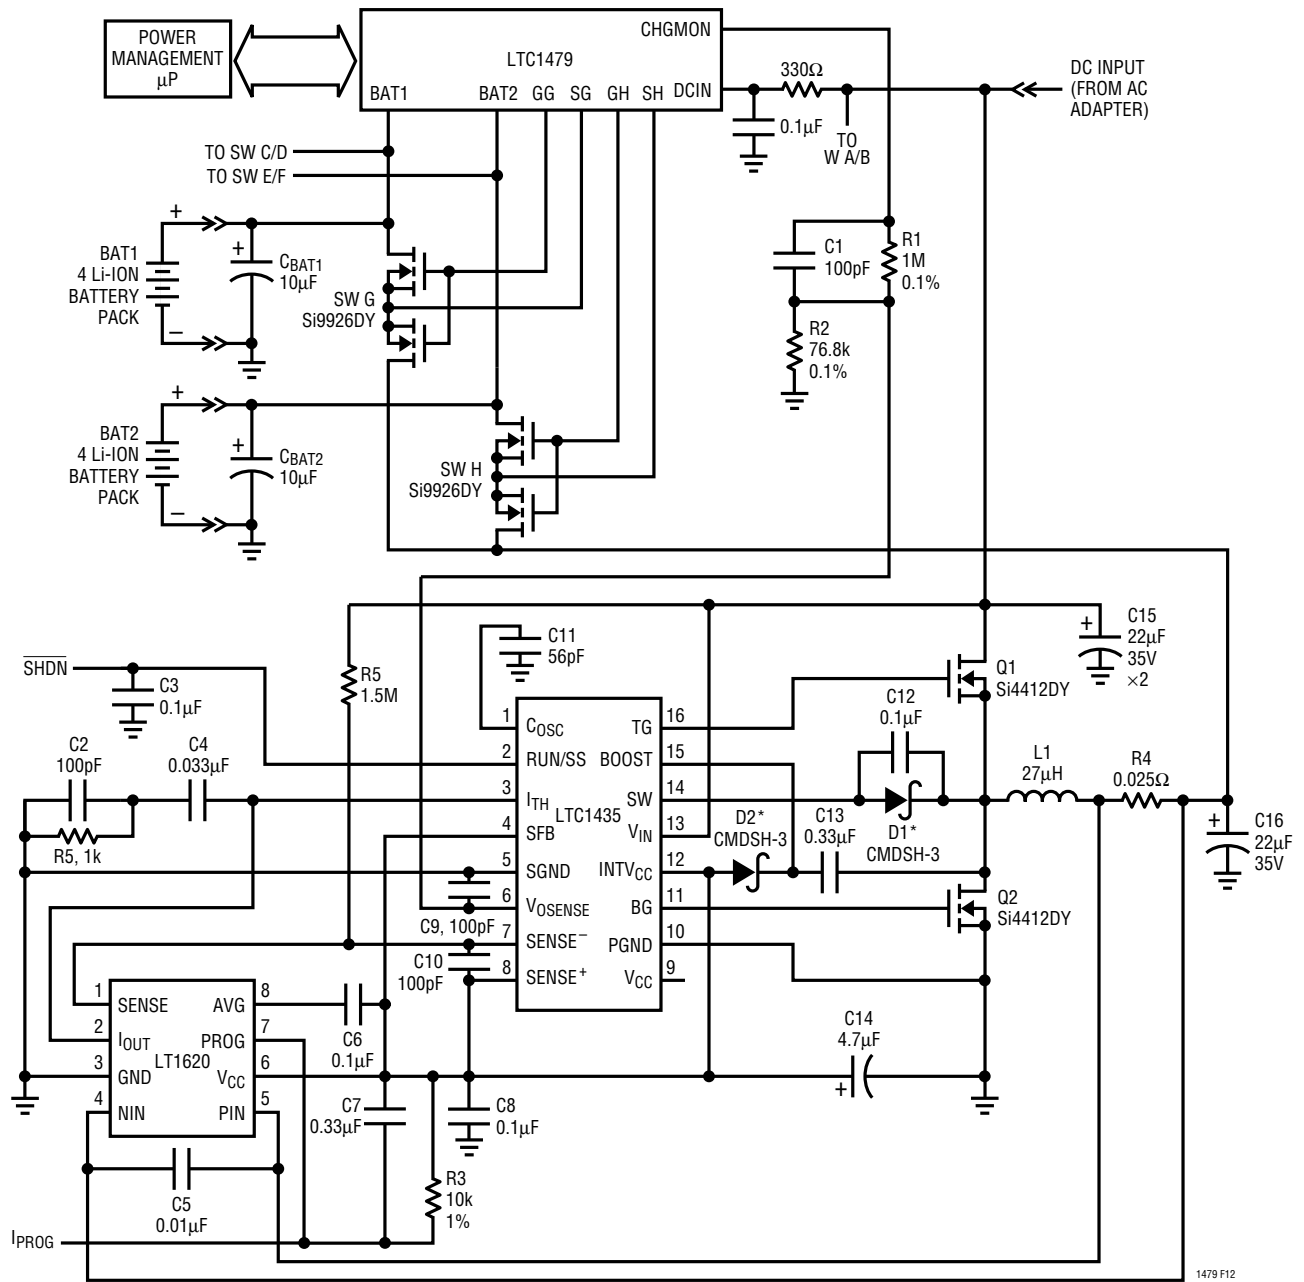 POWER
MANAGEMENT
µP
LTC1479
CHGMON
BAT1
BAT2
GG
SG
GH
SH
DCIN
330Ω
DC INPUT
(FROM AC
ADAPTER)
0.1µF
TO
W A/B
TO SW C/D
TO SW E/F
+
BAT1
4 Li-ION
BATTERY
PACK
–
+
CBAT1
10µF
SW G
Si9926DY
C1
100pF
R1
1M
0.1%
R2
76.8k
0.1%
+
BAT2
4 Li-ION
BATTERY
PACK
–
+
CBAT2
10µF
SW H
Si9926DY
SHDN
C3
0.1µF
R5
1.5M
C11
56pF
Q1
Si4412DY
+
C15
22µF
35V
×2
C2
100pF
C4
0.033µF
R5, 1k
1
COSC
2
RUN/SS
3
ITH
4
SFB
5
SGND
6
VOSENSE
7
SENSE–
8
SENSE+
LTC1435
TG
16
BOOST
15
SW
14
VIN
13
INTVCC
12
BG
11
PGND
10
VCC
9
C12
0.1µF
D1*
CMDSH-3
D2*
CMDSH-3
C13
0.33µF
L1
27µH
R4
0.025Ω
+
C16
22µF
35V
Q2
Si4412DY
C9, 100pF
C10
100pF
1
SENSE
2
IOUT
3
GND
4
NIN
LT1620
AVG
8
PROG
7
VCC
6
PIN
5
C6
0.1µF
C7
0.33µF
C8
0.1µF
C14
4.7µF
+
R3
10k
1%
C5
0.01µF
IPROG
1479 F12